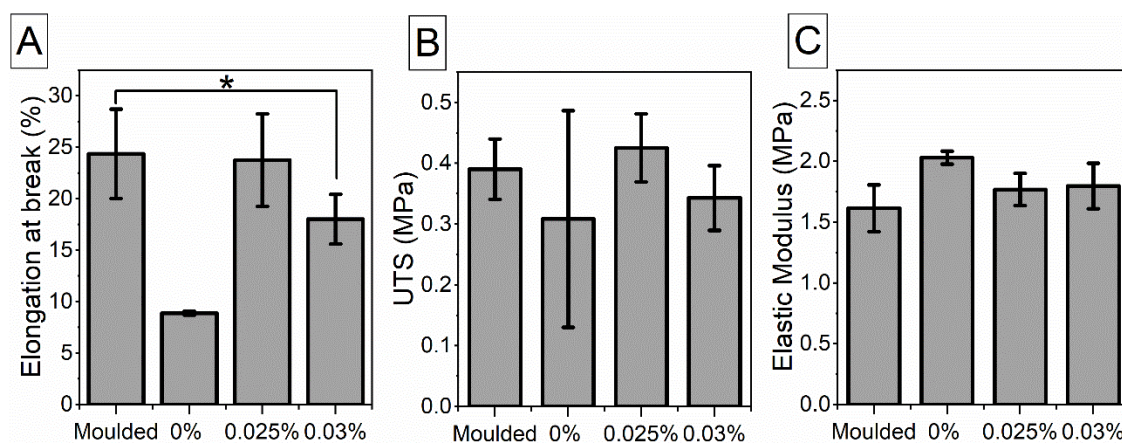 A
Elongation at break (%)
30
25
20
15
10
5
0
*
Moulded 0% 0.025% 0.03%
B
UTS (MPa)
0.5
0.4
0.3
0.2
0.1
0.0
Moulded 0% 0.025% 0.03%
C
Elastic Modulus (MPa)
2.5
2.0
1.5
1.0
0.5
0.0
Moulded 0% 0.025% 0.03%